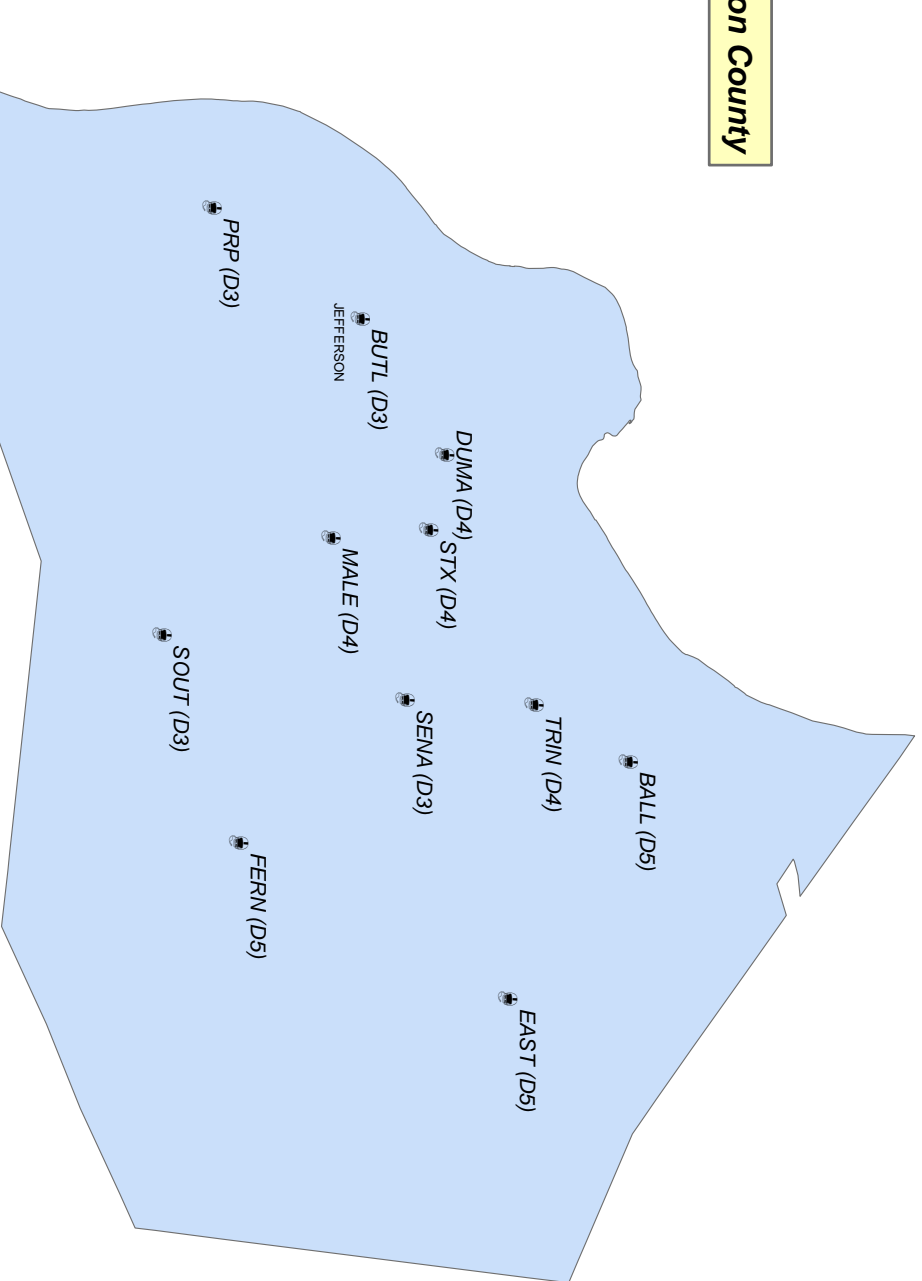 on County
BALL (D5)
TRIN (D4)
EAST (D5)
DUMA (D4)
STX (D4)
SENA (D3)
BUTL (D3)
JEFFERSON
MALE (D4)
FERN (D5)
PRP (D3)
SOUT (D3)